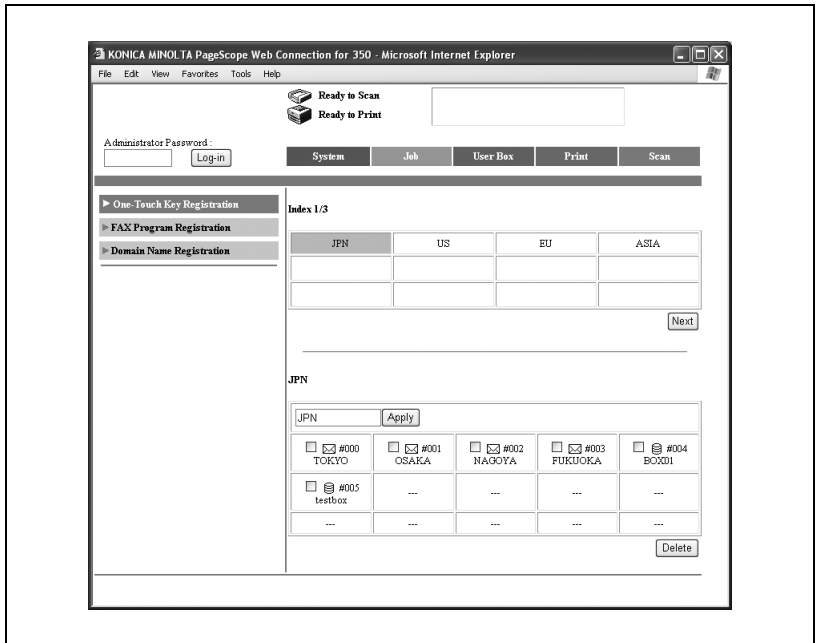 KONICA MINOLTA PageScope Web Connection for 350 - Microsoft Internet Explorer
File Edit View Favorites Tools Help
Ready to Scan
Ready to Print
Administrator Password :
Log-in
System Job User Box Print Scan
One-Touch Key Registration
FAX Program Registration
Domain Name Registration
Index 1/3
JPN US EU ASIA
Next
JPN
JPN Apply
#000 #001 #002 #003 #004
TOKYO OSAKA NAGOYA FUKUOKA BOX01
#005 --- --- --- ---
testbox
--- --- --- --- ---
Delete